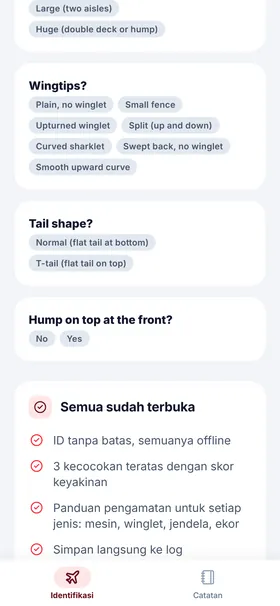 Large (two aisles)
Huge (double deck or hump)
Wingtips?
Plain, no winglet
Small fence
Upturned winglet
Split (up and down)
Curved sharklet
Swept back, no winglet
Smooth upward curve
Tail shape?
Normal (flat tail at bottom)
T-tail (flat tail on top)
Hump on top at the front?
No
Yes
Semua sudah terbuka
ID tanpa batas, semuanya offline
3 kecocokan teratas dengan skor
keyakinan
Panduan pengamatan untuk setiap
jenis: mesin, winglet, jendela, ekor
Simpan langsung ke log
Identifikasi
Catatan